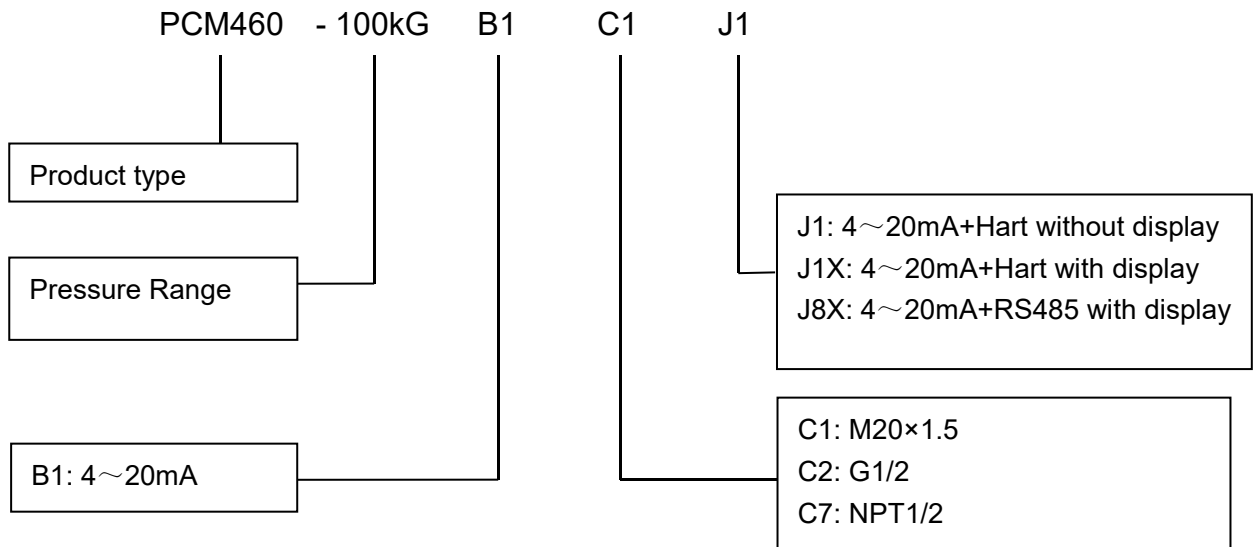 PCM460 - 100kG B1 C1 J1
Product type
Pressure Range
B1: 4～20mA
J1: 4～20mA+Hart without display
J1X: 4～20mA+Hart with display
J8X: 4～20mA+RS485 with display
C1: M20×1.5
C2: G1/2
C7: NPT1/2